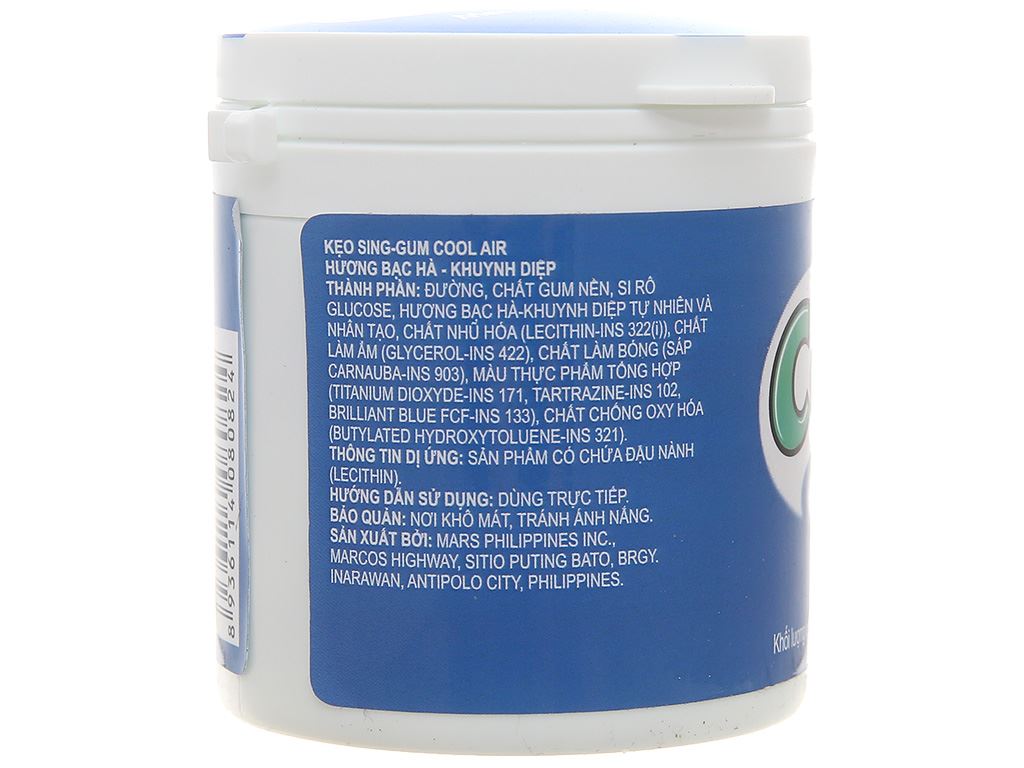 KẸO SING-GUM COOL AIR
HƯƠNG BẠC HÀ - KHUYNH DIỆP
THÀNH PHẦN: ĐƯỜNG, CHẤT GUM NỀN, SI RÔ
GLUCOSE, HƯƠNG BẠC HÀ-KHUYNH DIỆP TỰ NHIÊN VÀ
NHÂN TẠO, CHẤT NHŨ HÓA (LECITHIN-INS 322(i)), CHẤT
LÀM ẨM (GLYCEROL-INS 422), CHẤT LÀM BÓNG (SÁP
CARNAUBA-INS 903), MÀU THỰC PHẨM TỔNG HỢP
(TITANIUM DIOXYDE-INS 171, TARTRAZINE-INS 102,
BRILLIANT BLUE FCF-INS 133), CHẤT CHỐNG OXY HÓA
(BUTYLATED HYDROXYTOLUENE-INS 321).
THÔNG TIN DỊ ỨNG: SẢN PHẨM CÓ CHỨA ĐẬU NÀNH
(LECITHIN).
HƯỚNG DẪN SỬ DỤNG: DÙNG TRỰC TIẾP.
BẢO QUẢN: NƠI KHÔ MÁT, TRÁNH ÁNH NẮNG.
SẢN XUẤT BỞI: MARS PHILIPPINES INC.,
MARCOS HIGHWAY, SITIO PUTING BATO, BRGY.
INARAWAN, ANTIPOLO CITY, PHILIPPINES.
8936114080824
C
Khối lượng